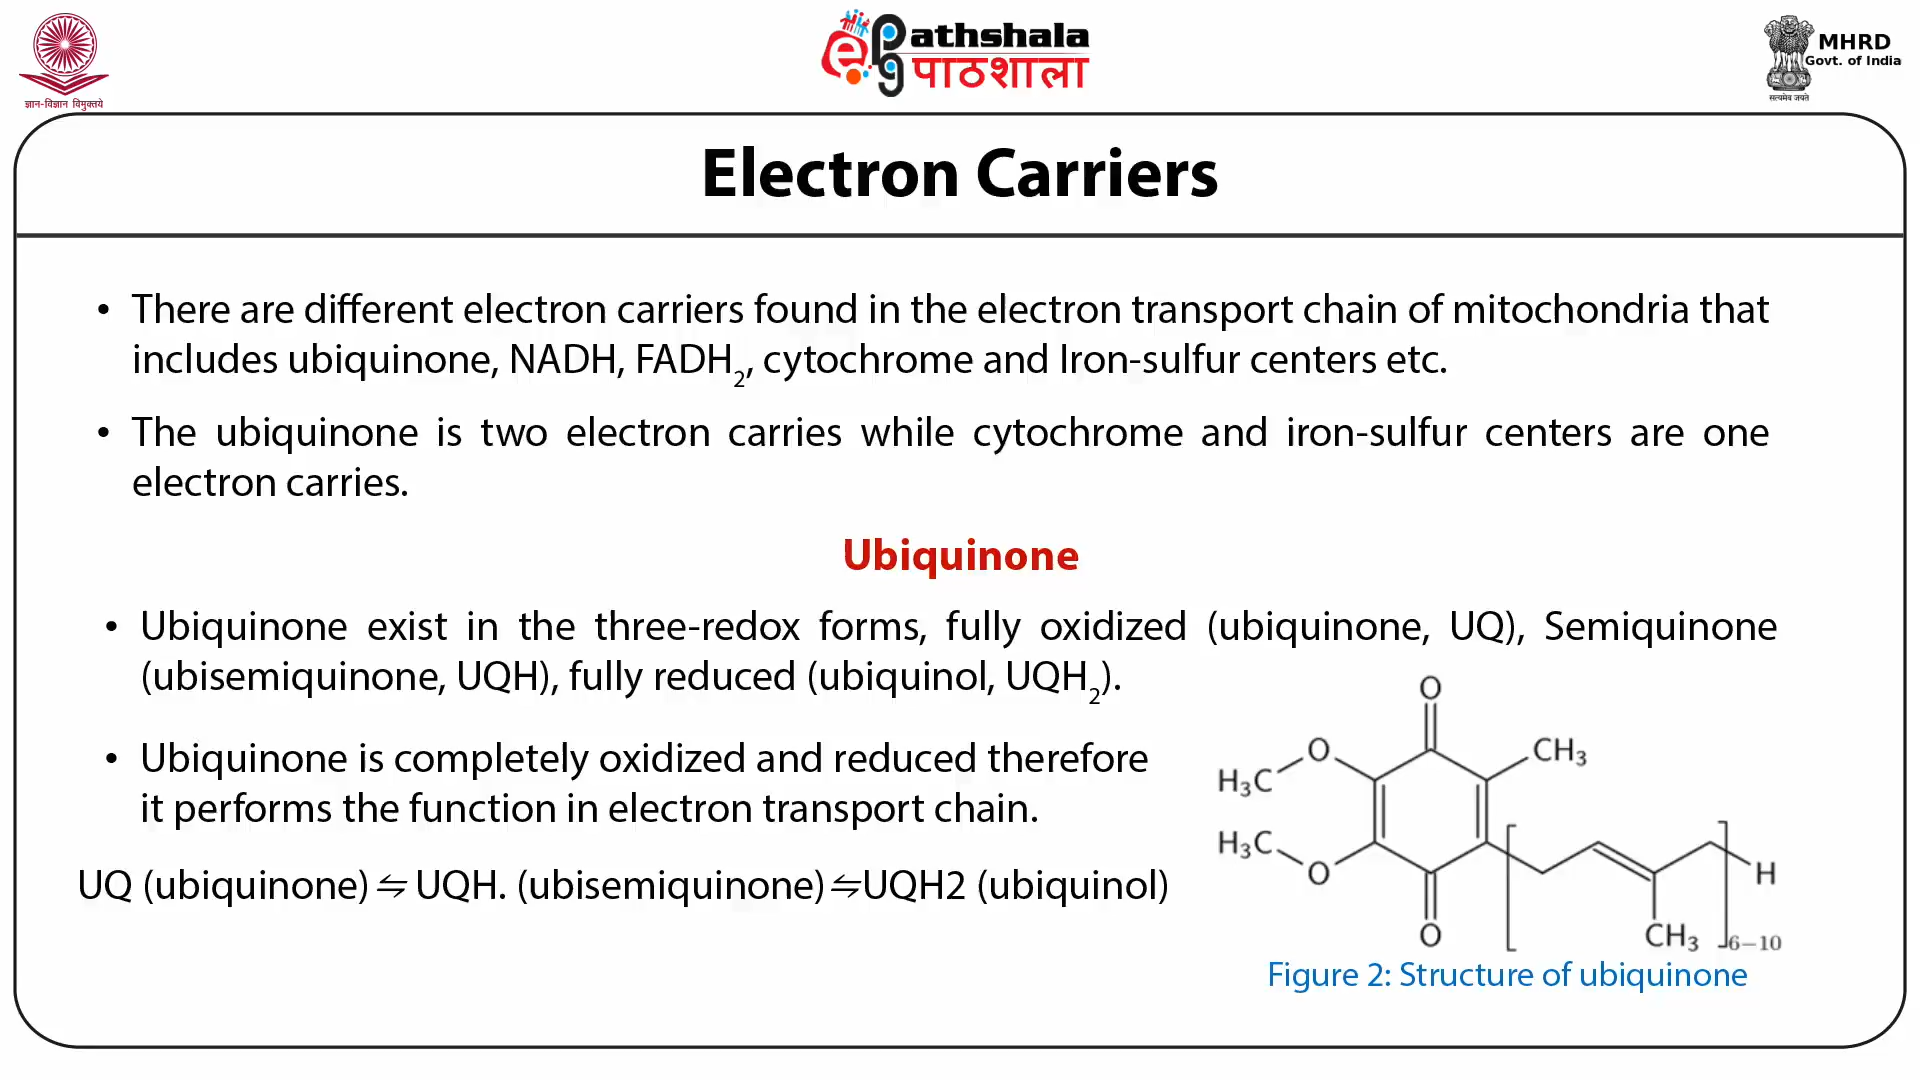 ज्ञान-विज्ञान विमुक्तये
e Pg athshala
पाठशाला
MHRD
Govt. of India
सत्यमेव जयते
Electron Carriers
• There are different electron carriers found in the electron transport chain of mitochondria that
includes ubiquinone, NADH, FADH₂, cytochrome and Iron-sulfur centers etc.
• The ubiquinone is two electron carries while cytochrome and iron-sulfur centers are one
electron carries.
Ubiquinone
• Ubiquinone exist in the three-redox forms, fully oxidized (ubiquinone, UQ), Semiquinone
(ubisemiquinone, UQH), fully reduced (ubiquinol, UQH₂).
• Ubiquinone is completely oxidized and reduced therefore
it performs the function in electron transport chain.
UQ (ubiquinone) ⇋ UQH. (ubisemiquinone) ⇋ UQH2 (ubiquinol)
O
O CH₃
H₃C
H₃C
O H
O CH₃ 6–10
Figure 2: Structure of ubiquinone